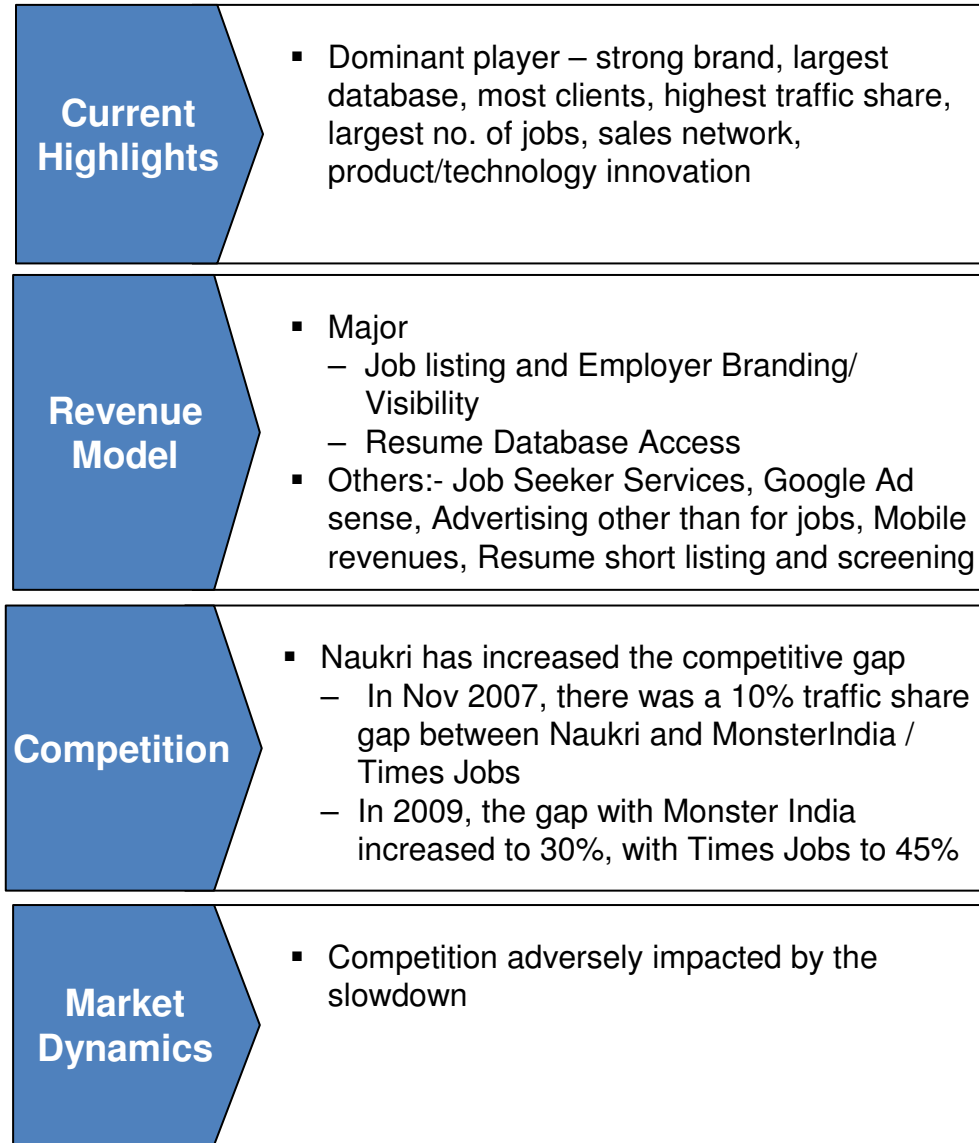 Current
Highlights
▪ Dominant player – strong brand, largest
database, most clients, highest traffic share,
largest no. of jobs, sales network,
product/technology innovation
Revenue
Model
▪ Major
– Job listing and Employer Branding/
Visibility
– Resume Database Access
▪ Others:- Job Seeker Services, Google Ad
sense, Advertising other than for jobs, Mobile
revenues, Resume short listing and screening
Competition
▪ Naukri has increased the competitive gap
– In Nov 2007, there was a 10% traffic share
gap between Naukri and MonsterIndia /
Times Jobs
– In 2009, the gap with Monster India
increased to 30%, with Times Jobs to 45%
Market
Dynamics
▪ Competition adversely impacted by the
slowdown